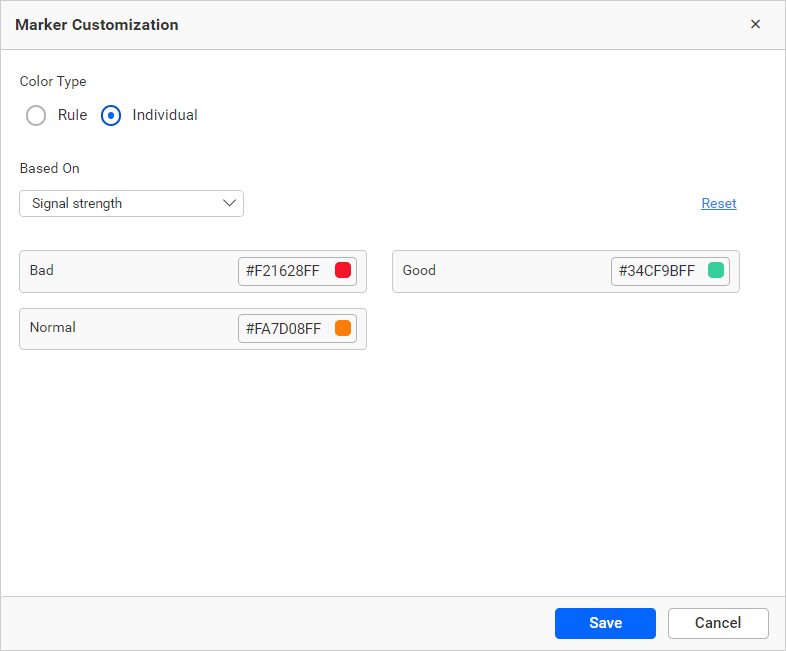 Marker Customization
Color Type
Rule Individual
Based On
Signal strength Reset
Bad #F21628FF Good #34CF9BFF
Normal #FA7D08FF
Save Cancel